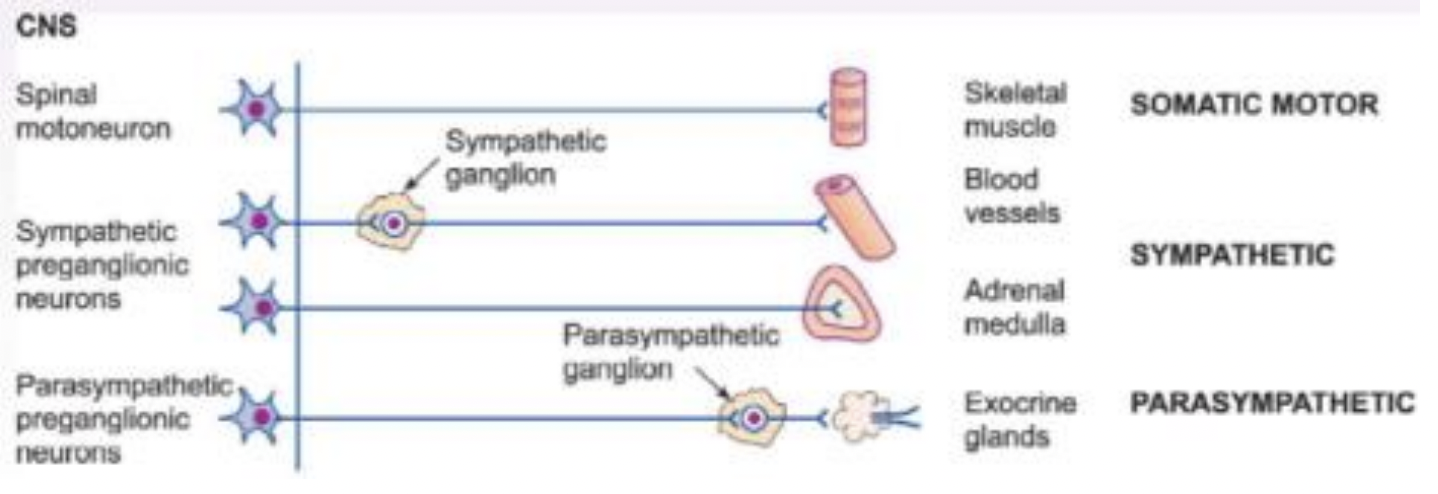 CNS
Spinal
motoneuron
Skeletal
muscle
SOMATIC MOTOR
Sympathetic
ganglion
Blood
vessels
Sympathetic
preganglionic
neurons
SYMPATHETIC
Adrenal
medulla
Parasympathetic
ganglion
Parasympathetic
preganglionic
neurons
Exocrine
glands
PARASYMPATHETIC